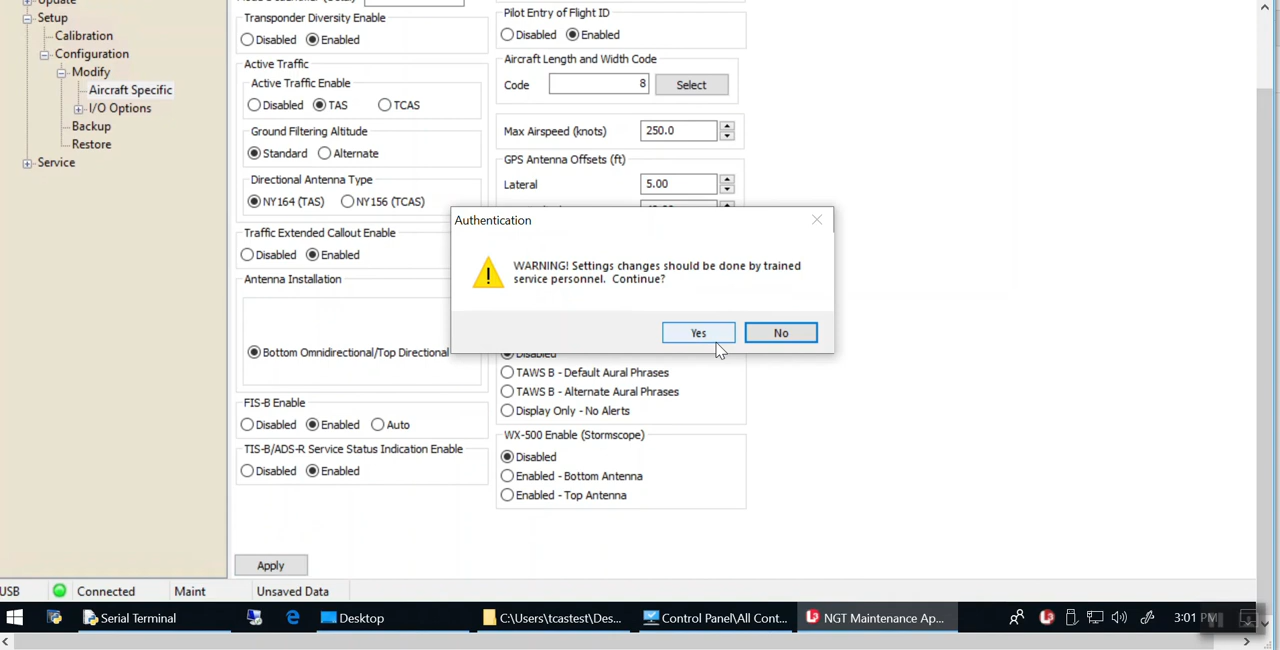 Update
Setup
Calibration
Configuration
Modify
Aircraft Specific
I/O Options
Backup
Restore
Service
Transponder Diversity Enable
Disabled Enabled
Active Traffic
Active Traffic Enable
Disabled TAS TCAS
Ground Filtering Altitude
Standard Alternate
Directional Antenna Type
NY164 (TAS) NY156 (TCAS)
Traffic Extended Callout Enable
Disabled Enabled
Antenna Installation
Bottom Omnidirectional/Top Directional
FIS-B Enable
Disabled Enabled Auto
TIS-B/ADS-R Service Status Indication Enable
Disabled Enabled
Apply
Pilot Entry of Flight ID
Disabled Enabled
Aircraft Length and Width Code
Code 8 Select
Max Airspeed (knots) 250.0
GPS Antenna Offsets (ft)
Lateral 5.00
Authentication
WARNING! Settings changes should be done by trained
service personnel. Continue?
Yes No
Disabled
TAWS B - Default Aural Phrases
TAWS B - Alternate Aural Phrases
Display Only - No Alerts
WX-500 Enable (Stormscope)
Disabled
Enabled - Bottom Antenna
Enabled - Top Antenna
USB Connected Maint Unsaved Data
Serial Terminal Desktop C:\Users\tcastest\Des... Control Panel\All Cont... NGT Maintenance Ap... 3:01 PM